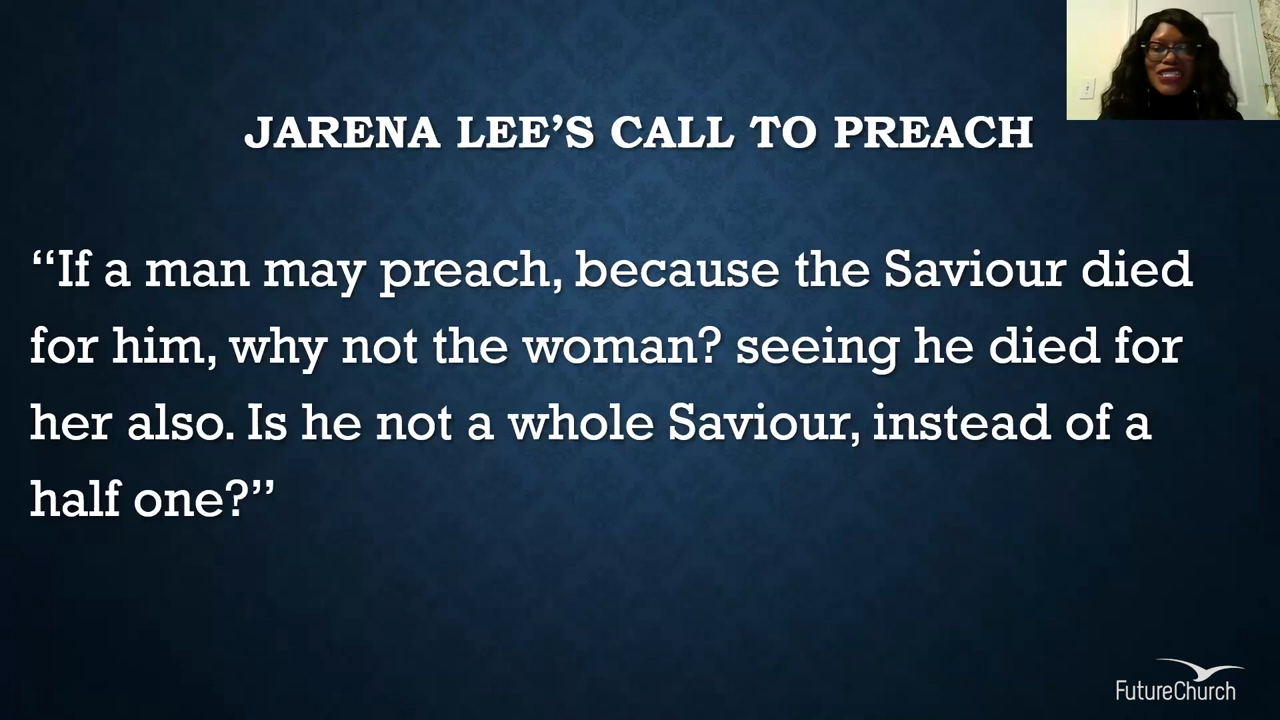 JARENA LEE’S CALL TO PREACH
“If a man may preach, because the Saviour died
for him, why not the woman? seeing he died for
her also. Is he not a whole Saviour, instead of a
half one?”
FutureChurch